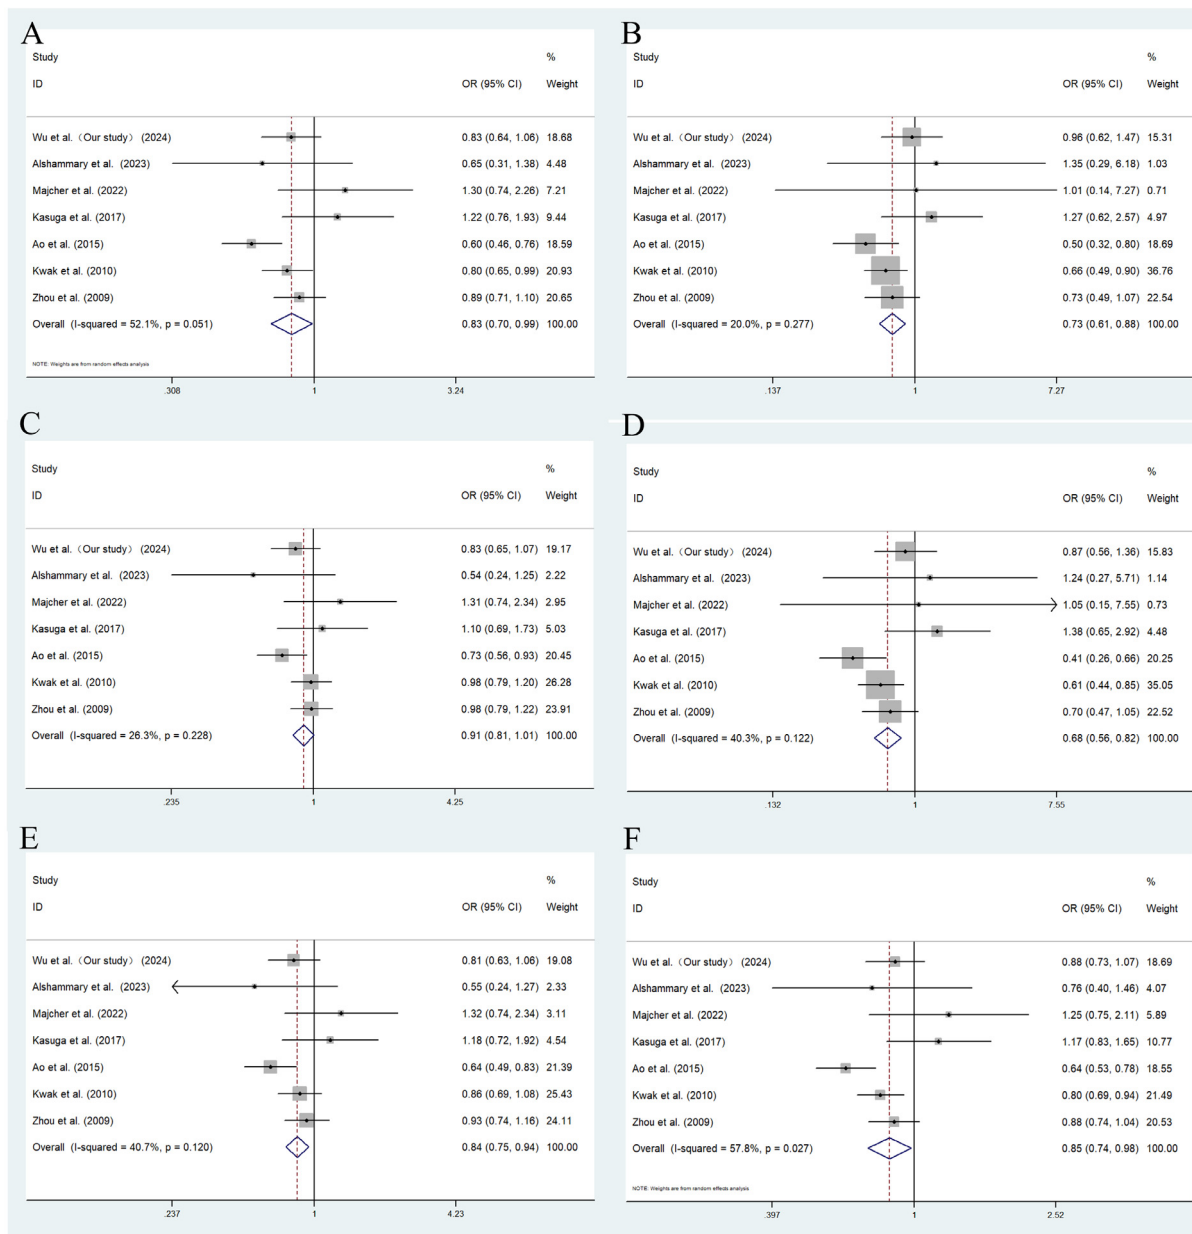 A
Study %
ID OR (95% CI) Weight
Wu et al.（Our study） (2024) 0.83 (0.64, 1.06) 18.68
Alshammary et al. (2023) 0.65 (0.31, 1.38) 4.48
Majcher et al. (2022) 1.30 (0.74, 2.26) 7.21
Kasuga et al. (2017) 1.22 (0.76, 1.93) 9.44
Ao et al. (2015) 0.60 (0.46, 0.76) 18.59
Kwak et al. (2010) 0.80 (0.65, 0.99) 20.93
Zhou et al. (2009) 0.89 (0.71, 1.10) 20.65
Overall (I-squared = 52.1%, p = 0.051) 0.83 (0.70, 0.99) 100.00
NOTE: Weights are from random effects analysis
.308 1 3.24
B
Study %
ID OR (95% CI) Weight
Wu et al.（Our study） (2024) 0.96 (0.62, 1.47) 15.31
Alshammary et al. (2023) 1.35 (0.29, 6.18) 1.03
Majcher et al. (2022) 1.01 (0.14, 7.27) 0.71
Kasuga et al. (2017) 1.27 (0.62, 2.57) 4.97
Ao et al. (2015) 0.50 (0.32, 0.80) 18.69
Kwak et al. (2010) 0.66 (0.49, 0.90) 36.76
Zhou et al. (2009) 0.73 (0.49, 1.07) 22.54
Overall (I-squared = 20.0%, p = 0.277) 0.73 (0.61, 0.88) 100.00
.137 1 7.27
C
Study %
ID OR (95% CI) Weight
Wu et al.（Our study） (2024) 0.83 (0.65, 1.07) 19.17
Alshammary et al. (2023) 0.54 (0.24, 1.25) 2.22
Majcher et al. (2022) 1.31 (0.74, 2.34) 2.95
Kasuga et al. (2017) 1.10 (0.69, 1.73) 5.03
Ao et al. (2015) 0.73 (0.56, 0.93) 20.45
Kwak et al. (2010) 0.98 (0.79, 1.20) 26.28
Zhou et al. (2009) 0.98 (0.79, 1.22) 23.91
Overall (I-squared = 26.3%, p = 0.228) 0.91 (0.81, 1.01) 100.00
.235 1 4.25
D
Study %
ID OR (95% CI) Weight
Wu et al.（Our study） (2024) 0.87 (0.56, 1.36) 15.83
Alshammary et al. (2023) 1.24 (0.27, 5.71) 1.14
Majcher et al. (2022) 1.05 (0.15, 7.55) 0.73
Kasuga et al. (2017) 1.38 (0.65, 2.92) 4.48
Ao et al. (2015) 0.41 (0.26, 0.66) 20.25
Kwak et al. (2010) 0.61 (0.44, 0.85) 35.05
Zhou et al. (2009) 0.70 (0.47, 1.05) 22.52
Overall (I-squared = 40.3%, p = 0.122) 0.68 (0.56, 0.82) 100.00
.132 1 7.55
E
Study %
ID OR (95% CI) Weight
Wu et al.（Our study） (2024) 0.81 (0.63, 1.06) 19.08
Alshammary et al. (2023) 0.55 (0.24, 1.27) 2.33
Majcher et al. (2022) 1.32 (0.74, 2.34) 3.11
Kasuga et al. (2017) 1.18 (0.72, 1.92) 4.54
Ao et al. (2015) 0.64 (0.49, 0.83) 21.39
Kwak et al. (2010) 0.86 (0.69, 1.08) 25.43
Zhou et al. (2009) 0.93 (0.74, 1.16) 24.11
Overall (I-squared = 40.7%, p = 0.120) 0.84 (0.75, 0.94) 100.00
.237 1 4.23
F
Study %
ID OR (95% CI) Weight
Wu et al.（Our study） (2024) 0.88 (0.73, 1.07) 18.69
Alshammary et al. (2023) 0.76 (0.40, 1.46) 4.07
Majcher et al. (2022) 1.25 (0.75, 2.11) 5.89
Kasuga et al. (2017) 1.17 (0.83, 1.65) 10.77
Ao et al. (2015) 0.64 (0.53, 0.78) 18.55
Kwak et al. (2010) 0.80 (0.69, 0.94) 21.49
Zhou et al. (2009) 0.88 (0.74, 1.04) 20.53
Overall (I-squared = 57.8%, p = 0.027) 0.85 (0.74, 0.98) 100.00
NOTE: Weights are from random effects analysis
.397 1 2.52